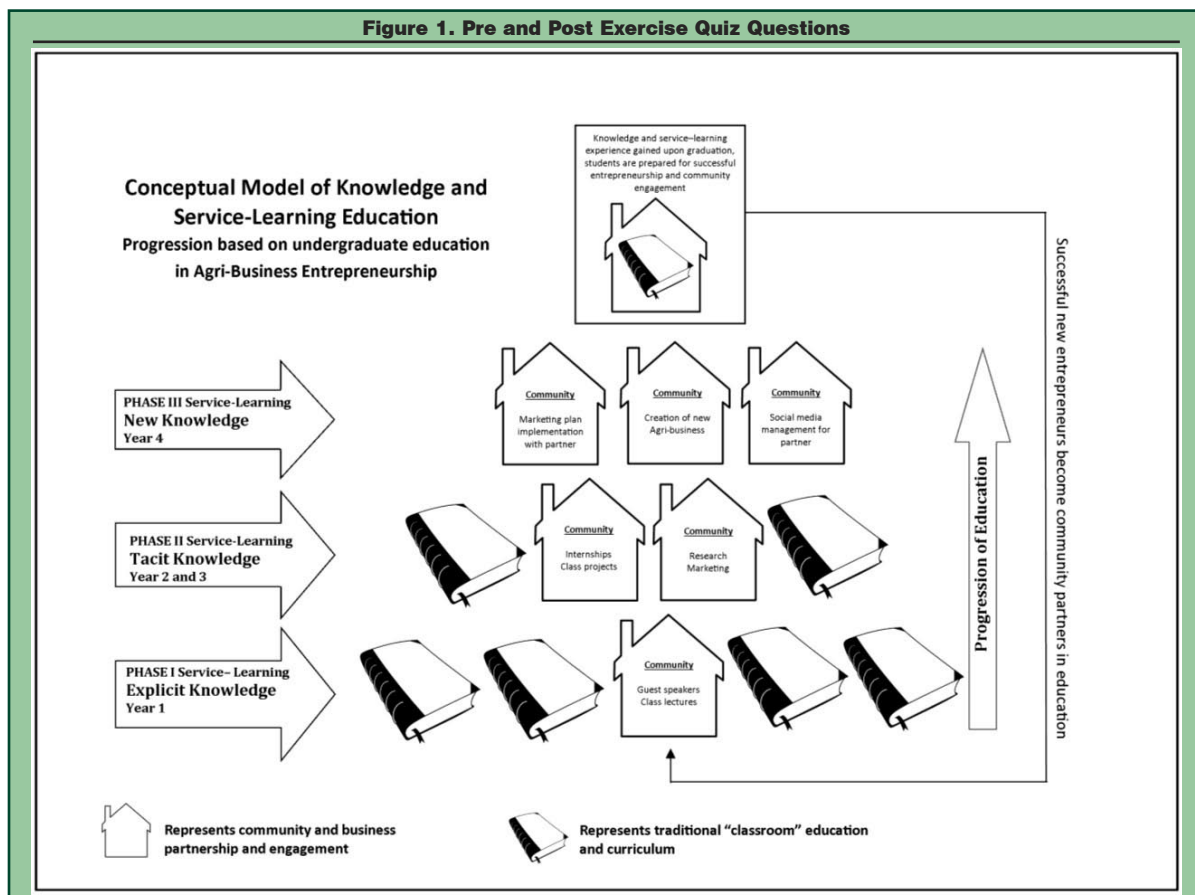 Figure 1. Pre and Post Exercise Quiz Questions
Knowledge and service–learning
experience gained upon graduation,
students are prepared for successful
entrepreneurship and community
engagement
Conceptual Model of Knowledge and
Service-Learning Education
Progression based on undergraduate education
in Agri-Business Entrepreneurship
PHASE III Service-Learning
New Knowledge
Year 4
Community
Marketing plan
implementation
with partner
Community
Creation of new
Agri-business
Community
Social media
management for
partner
PHASE II Service-Learning
Tacit Knowledge
Year 2 and 3
Community
Internships
Class projects
Community
Research
Marketing
PHASE I Service– Learning
Explicit Knowledge
Year 1
Community
Guest speakers
Class lectures
Progression of Education
Successful new entrepreneurs become community partners in education
Represents community and business
partnership and engagement
Represents traditional “classroom” education
and curriculum